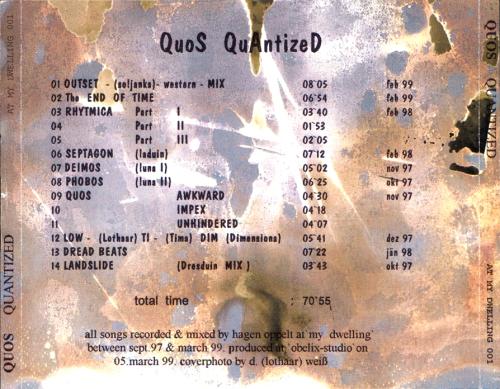 QuoS QuAntizeD
01 OUTSET - (soljanka) - western - MIX 08'05 feb 99
02 The END OF TIME 06'54 feb 99
03 RHYTMICA Part I 03'40 feb 98
04 Part II 01'53
05 Part III 02'05
06 SEPTAGON (Induin) 07'12 feb 98
07 DEIMOS (luna I) 05'02 nov 97
08 PHOBOS (luna II) 06'25 okt 97
09 QUOS AWKWARD 04'30 nov 97
10 IMPEX 04'18
11 UNHINDERED 04'07
12 LOW - (Lothaar) TI - (Timo) DIM (Dimensions) 05'41 dez 97
13 DREAD BEATS 07'22 jän 98
14 LANDSLIDE (Dresduin MIX) 03'43 okt 97
total time : 70'55
all songs recorded & mixed by hagen oppelt at'my dwelling'
between sept.97 & march 99. produced at'obelix-studio'on
05.march 99. coverphoto by d. (lothaar) weiß
QUOS QUANTIZED AT MY DWELLING 001
QUOS QUANTIZED AT MY DWELLING 001